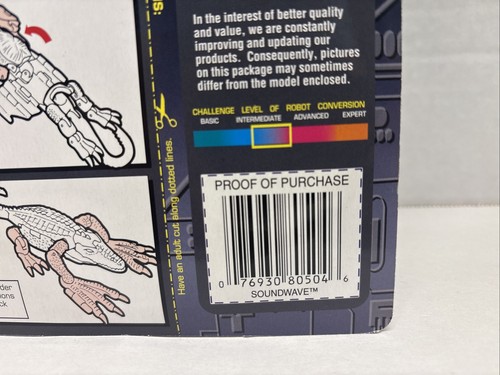 In the interest of better quality
and value, we are constantly
improving and updating our
products. Consequently, pictures
on this package may sometimes
differ from the model enclosed.
CHALLENGE LEVEL OF ROBOT CONVERSION
BASIC INTERMEDIATE ADVANCED EXPERT
PROOF OF PURCHASE
0 76930 80504 6
SOUNDWAVE™
Have an adult cut along dotted lines.